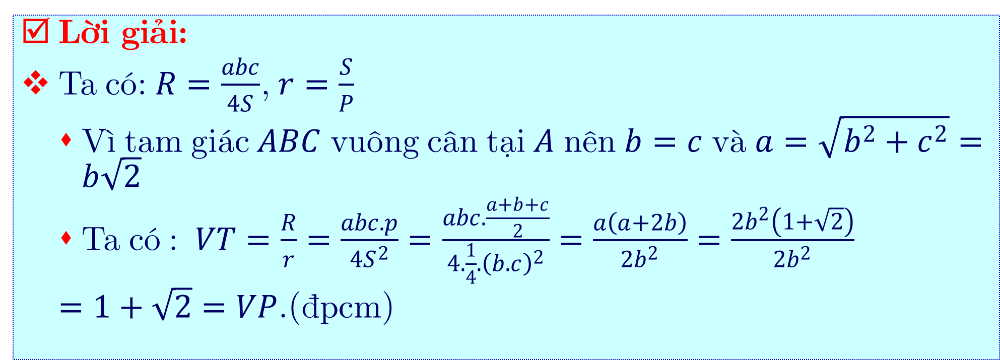 ☑ Lời giải:
❖ Ta có: $R = \frac{abc}{4S}, r = \frac{S}{P}$
♦ Vì tam giác $ABC$ vuông cân tại $A$ nên $b = c$ và $a = \sqrt{b^2 + c^2} =$
$b\sqrt{2}$
♦ Ta có : $VT = \frac{R}{r} = \frac{abc.p}{4S^2} = \frac{abc.\frac{a+b+c}{2}}{4.\frac{1}{4}.(b.c)^2} = \frac{a(a+2b)}{2b^2} = \frac{2b^2(1+\sqrt{2})}{2b^2}$
$= 1 + \sqrt{2} = VP$.(đpcm)